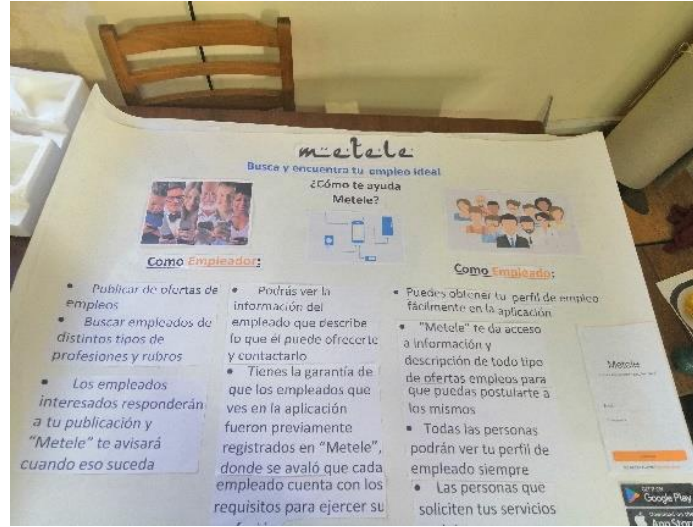 metele
Busca y encuentra tu empleo ideal
¿Cómo te ayuda
Metele?
Como Empleador:
• Publicar de ofertas de
empleos
• Buscar empleados de
distintos tipos de
profesiones y rubros
• Los empleados
interesados responderán
a tu publicación y
"Metele" te avisará
cuando eso suceda
• Podrás ver la
información del
empleado que describe
lo que él puede ofrecerte
y contactarlo
• Tienes la garantía de
que los empleados que
ves en la aplicación
fueron previamente
registrados en "Metele",
donde se avaló que cada
empleado cuenta con los
requisitos para ejercer su
Como Empleado:
• Puedes obtener tu perfil de empleo
fácilmente en la aplicación
• "Metele" te da acceso
a información y
descripción de todo tipo
de ofertas empleos para
que puedas postularte a
los mismos
• Todas las personas
podrán ver tu perfil de
empleado siempre
• Las personas que
soliciten tus servicios
Metele
Google Play
App Store